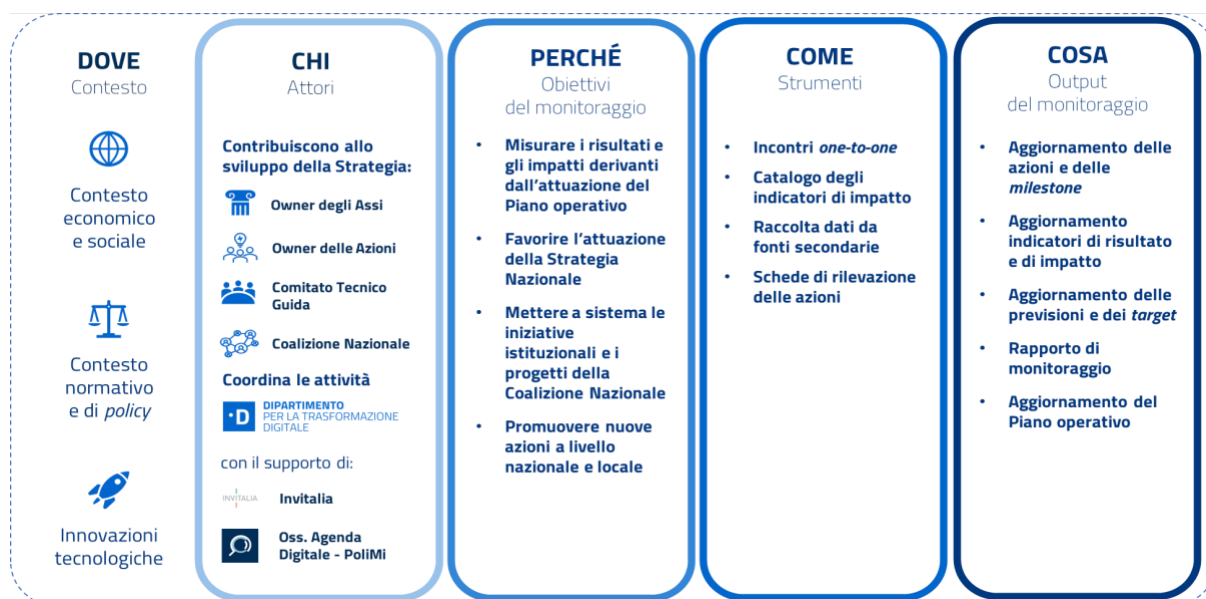 DOVE
Contesto
Contesto
economico
e sociale
Contesto
normativo
e di policy
Innovazioni
tecnologiche
CHI
Attori
Contribuiscono allo
sviluppo della Strategia:
Owner degli Assi
Owner delle Azioni
Comitato Tecnico
Guida
Coalizione Nazionale
Coordina le attività
·D
DIPARTIMENTO
PER LA TRASFORMAZIONE
DIGITALE
con il supporto di:
INVITALIA
Invitalia
Oss. Agenda
Digitale - PoliMi
PERCHÉ
Obiettivi
del monitoraggio
• Misurare i risultati e
gli impatti derivanti
dall'attuazione del
Piano operativo
• Favorire l'attuazione
della Strategia
Nazionale
• Mettere a sistema le
iniziative
istituzionali e i
progetti della
Coalizione Nazionale
• Promuovere nuove
azioni a livello
nazionale e locale
COME
Strumenti
• Incontri one-to-one
• Catalogo degli
indicatori di impatto
• Raccolta dati da
fonti secondarie
• Schede di rilevazione
delle azioni
COSA
Output
del monitoraggio
• Aggiornamento delle
azioni e delle
milestone
• Aggiornamento
indicatori di risultato
e di impatto
• Aggiornamento delle
previsioni e dei target
• Rapporto di
monitoraggio
• Aggiornamento del
Piano operativo